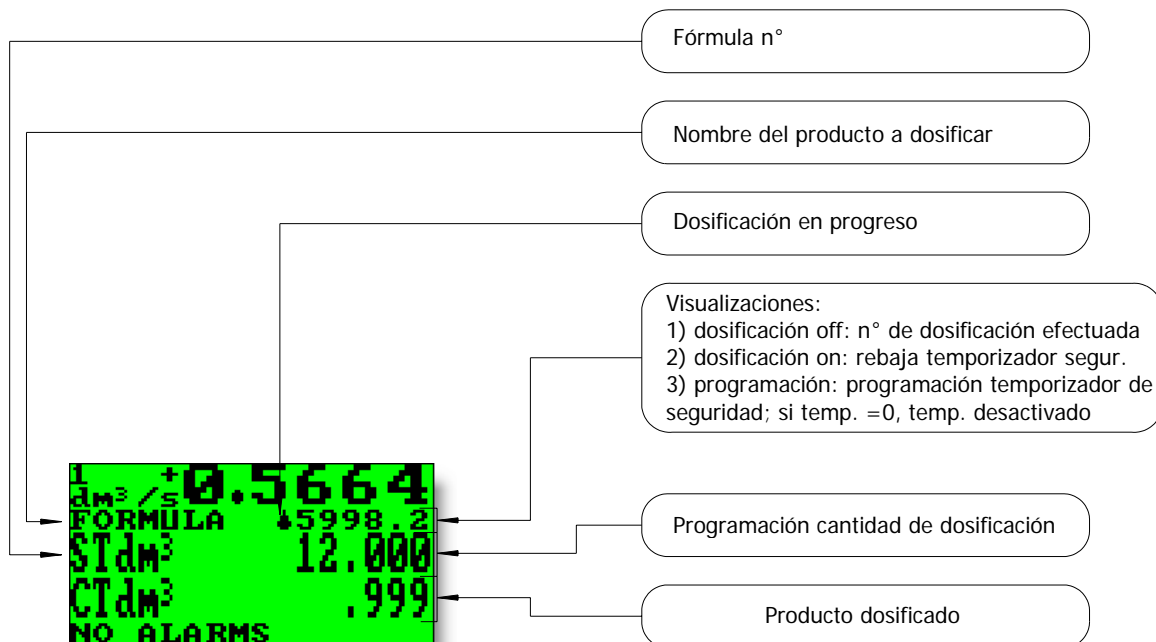 Fórmula n°
Nombre del producto a dosificar
Dosificación en progreso
Visualizaciones:
1) dosificación off: n° de dosificación efectuada
2) dosificación on: rebaja temporizador segur.
3) programación: programación temporizador de
seguridad; si temp. =0, temp. desactivado
Programación cantidad de dosificación
Producto dosificado
1 +0.5664
dm³/s
FORMULA 5998.2
STdm³ 12.000
CTdm³ .999
NO ALARMS